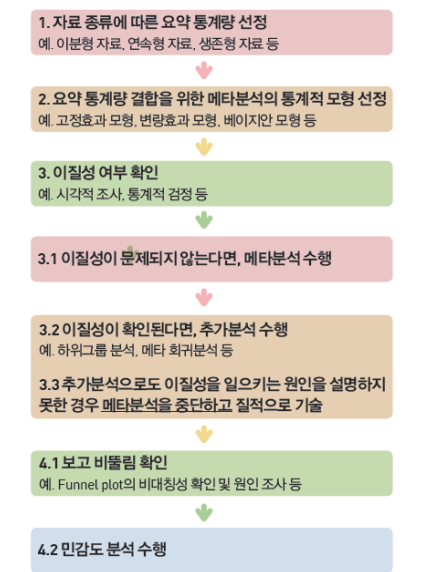 1. 자료 종류에 따른 요약 통계량 선정
예. 이분형 자료, 연속형 자료, 생존형 자료 등
2. 요약 통계량 결합을 위한 메타분석의 통계적 모형 선정
예. 고정효과 모형, 변량효과 모형, 베이지안 모형 등
3. 이질성 여부 확인
예. 시각적 조사, 통계적 검정 등
3.1 이질성이 문제되지 않는다면, 메타분석 수행
3.2 이질성이 확인된다면, 추가분석 수행
예. 하위그룹 분석, 메타 회귀분석 등
3.3 추가분석으로도 이질성을 일으키는 원인을 설명하지
못한 경우 메타분석을 중단하고 질적으로 기술
4.1 보고 비뚤림 확인
예. Funnel plot의 비대칭성 확인 및 원인 조사 등
4.2 민감도 분석 수행